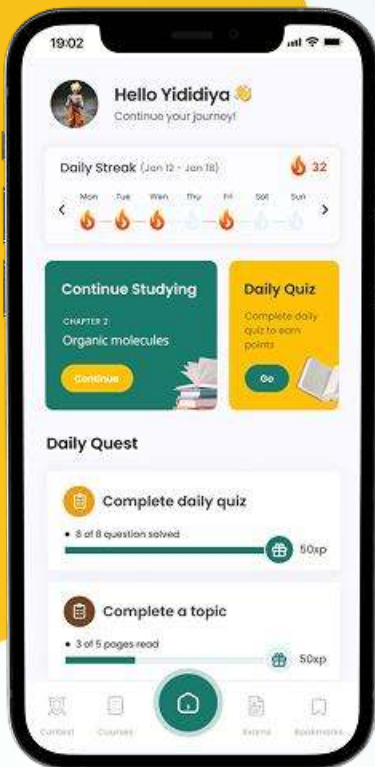 19:02
Hello Yididiya 👋
Continue your journey!
Daily Streak (Jan 12 - Jan 18)
32
Mon Tue Wen Thu Fri Sat Sun
Continue Studying
CHAPTER 2
Organic molecules
Continue
Daily Quiz
Complete daily
quiz to earn
points
Go
Daily Quest
Complete daily quiz
• 8 of 8 question solved
50xp
Complete a topic
• 3 of 5 pages read
50xp
Contest Courses Exams Bookmarks